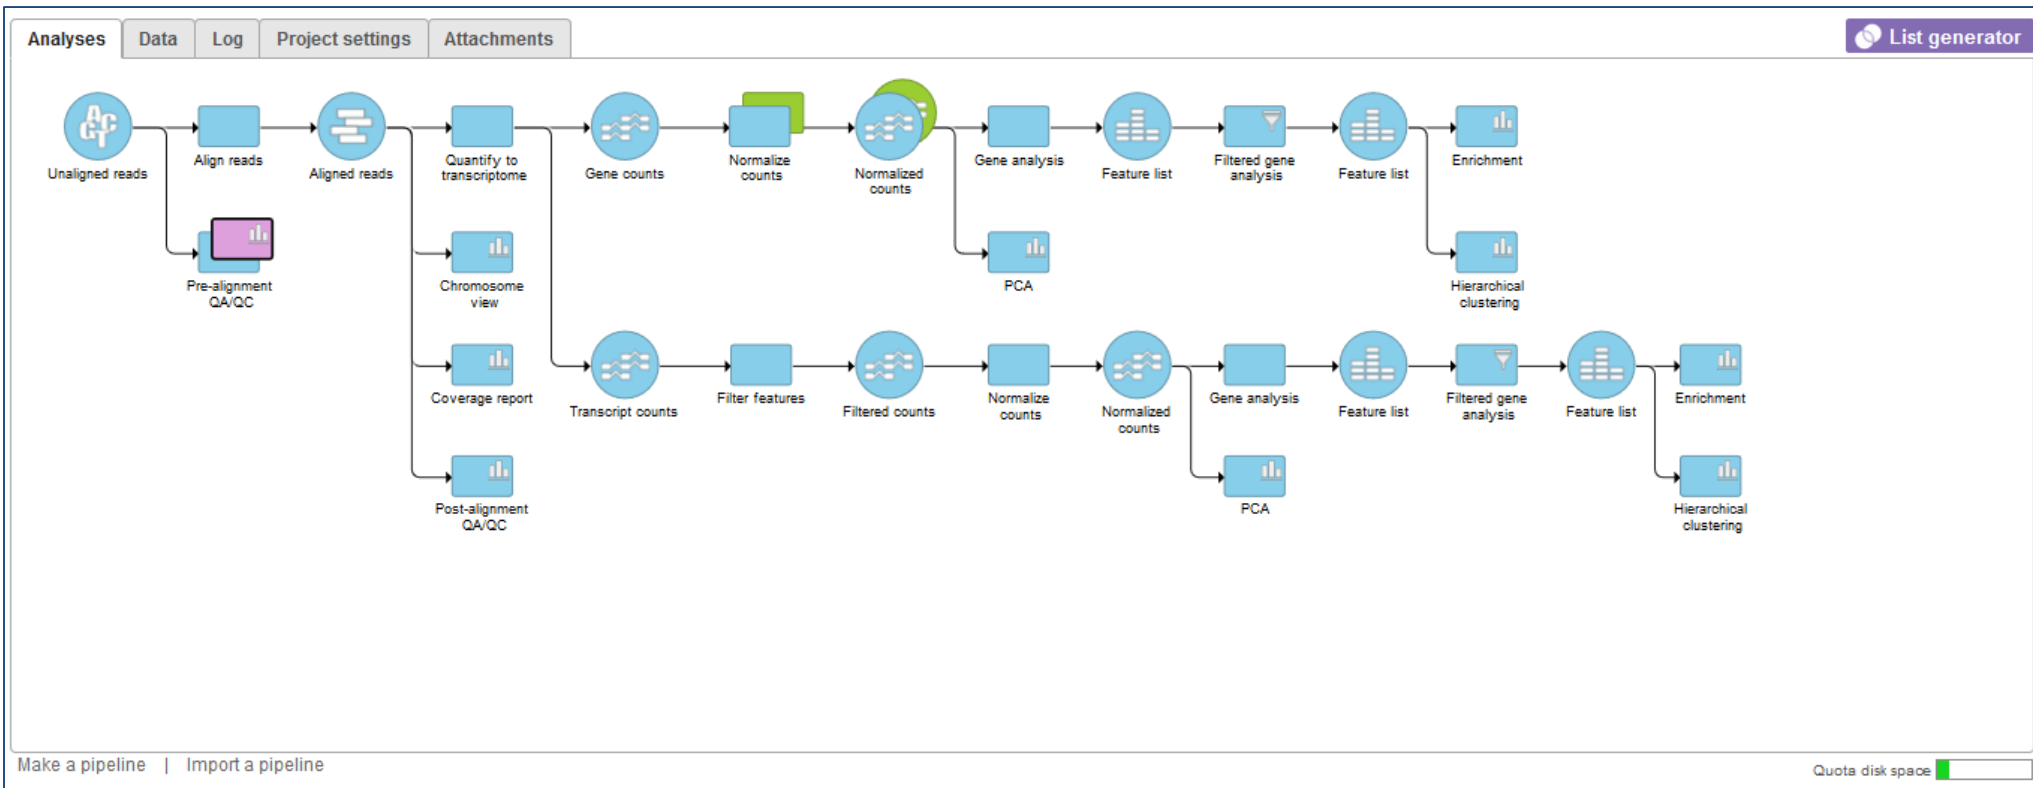 Analyses
Data
Log
Project settings
Attachments
List generator
ACGT
Unaligned reads
Align reads
Aligned reads
Quantify to
transcriptome
Gene counts
Normalize
counts
Normalized
counts
Gene analysis
Feature list
Filtered gene
analysis
Feature list
Enrichment
Pre-alignment
QA/QC
Chromosome
view
PCA
Hierarchical
clustering
Coverage report
Transcript counts
Filter features
Filtered counts
Normalize
counts
Normalized
counts
Gene analysis
Feature list
Filtered gene
analysis
Feature list
Enrichment
Post-alignment
QA/QC
PCA
Hierarchical
clustering
Make a pipeline | Import a pipeline
Quota disk space